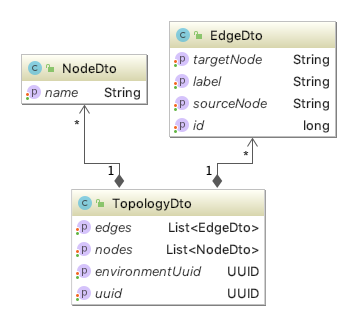 C EdgeDto
p targetNode String
p label String
p sourceNode String
p id long
C NodeDto
p name String
* *
1 1
C TopologyDto
p edges List<EdgeDto>
p nodes List<NodeDto>
p environmentUuid UUID
p uuid UUID